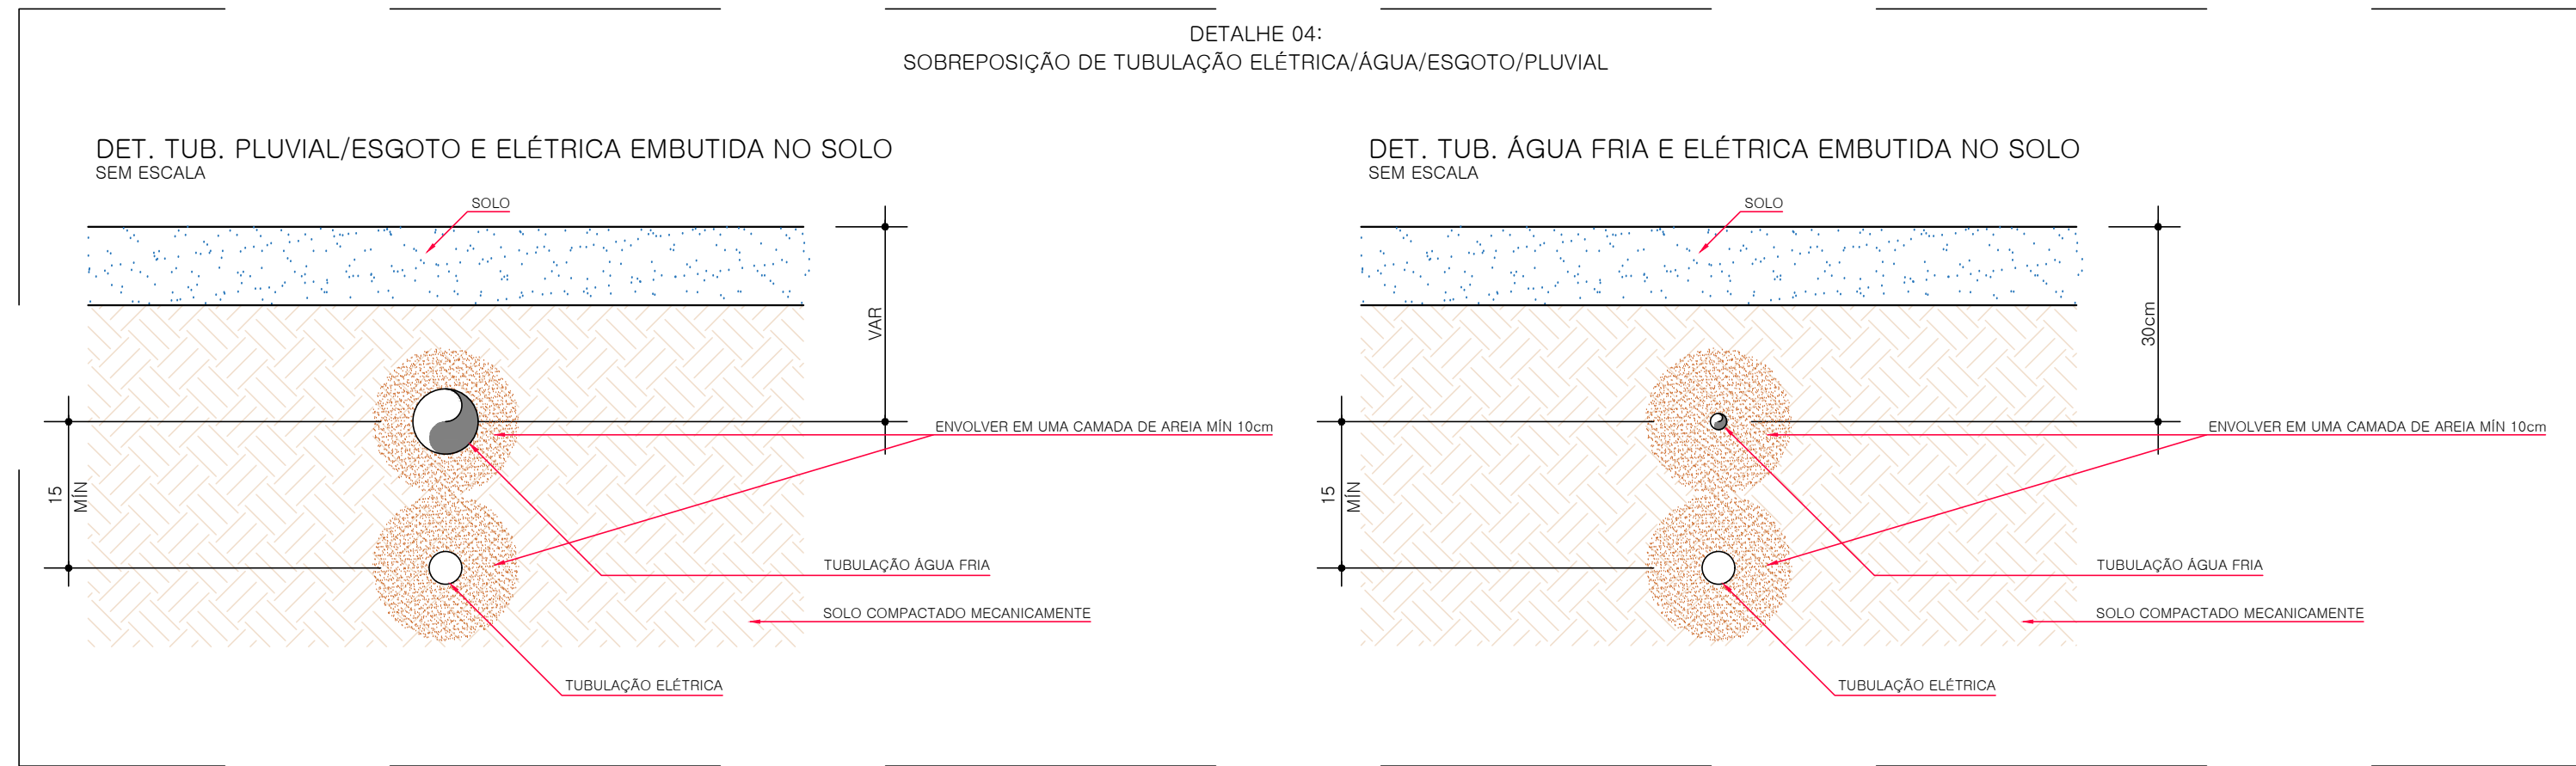 DETALHE 04:
SOBREPOSIÇÃO DE TUBULAÇÃO ELÉTRICA/ÁGUA/ESGOTO/PLUVIAL
DET. TUB. PLUVIAL/ESGOTO E ELÉTRICA EMBUTIDA NO SOLO
SEM ESCALA
SOLO
VAR
15
MÍN
ENVOLVER EM UMA CAMADA DE AREIA MÍN 10cm
TUBULAÇÃO ÁGUA FRIA
SOLO COMPACTADO MECANICAMENTE
TUBULAÇÃO ELÉTRICA
DET. TUB. ÁGUA FRIA E ELÉTRICA EMBUTIDA NO SOLO
SEM ESCALA
SOLO
30cm
15
MÍN
ENVOLVER EM UMA CAMADA DE AREIA MÍN 10cm
TUBULAÇÃO ÁGUA FRIA
SOLO COMPACTADO MECANICAMENTE
TUBULAÇÃO ELÉTRICA